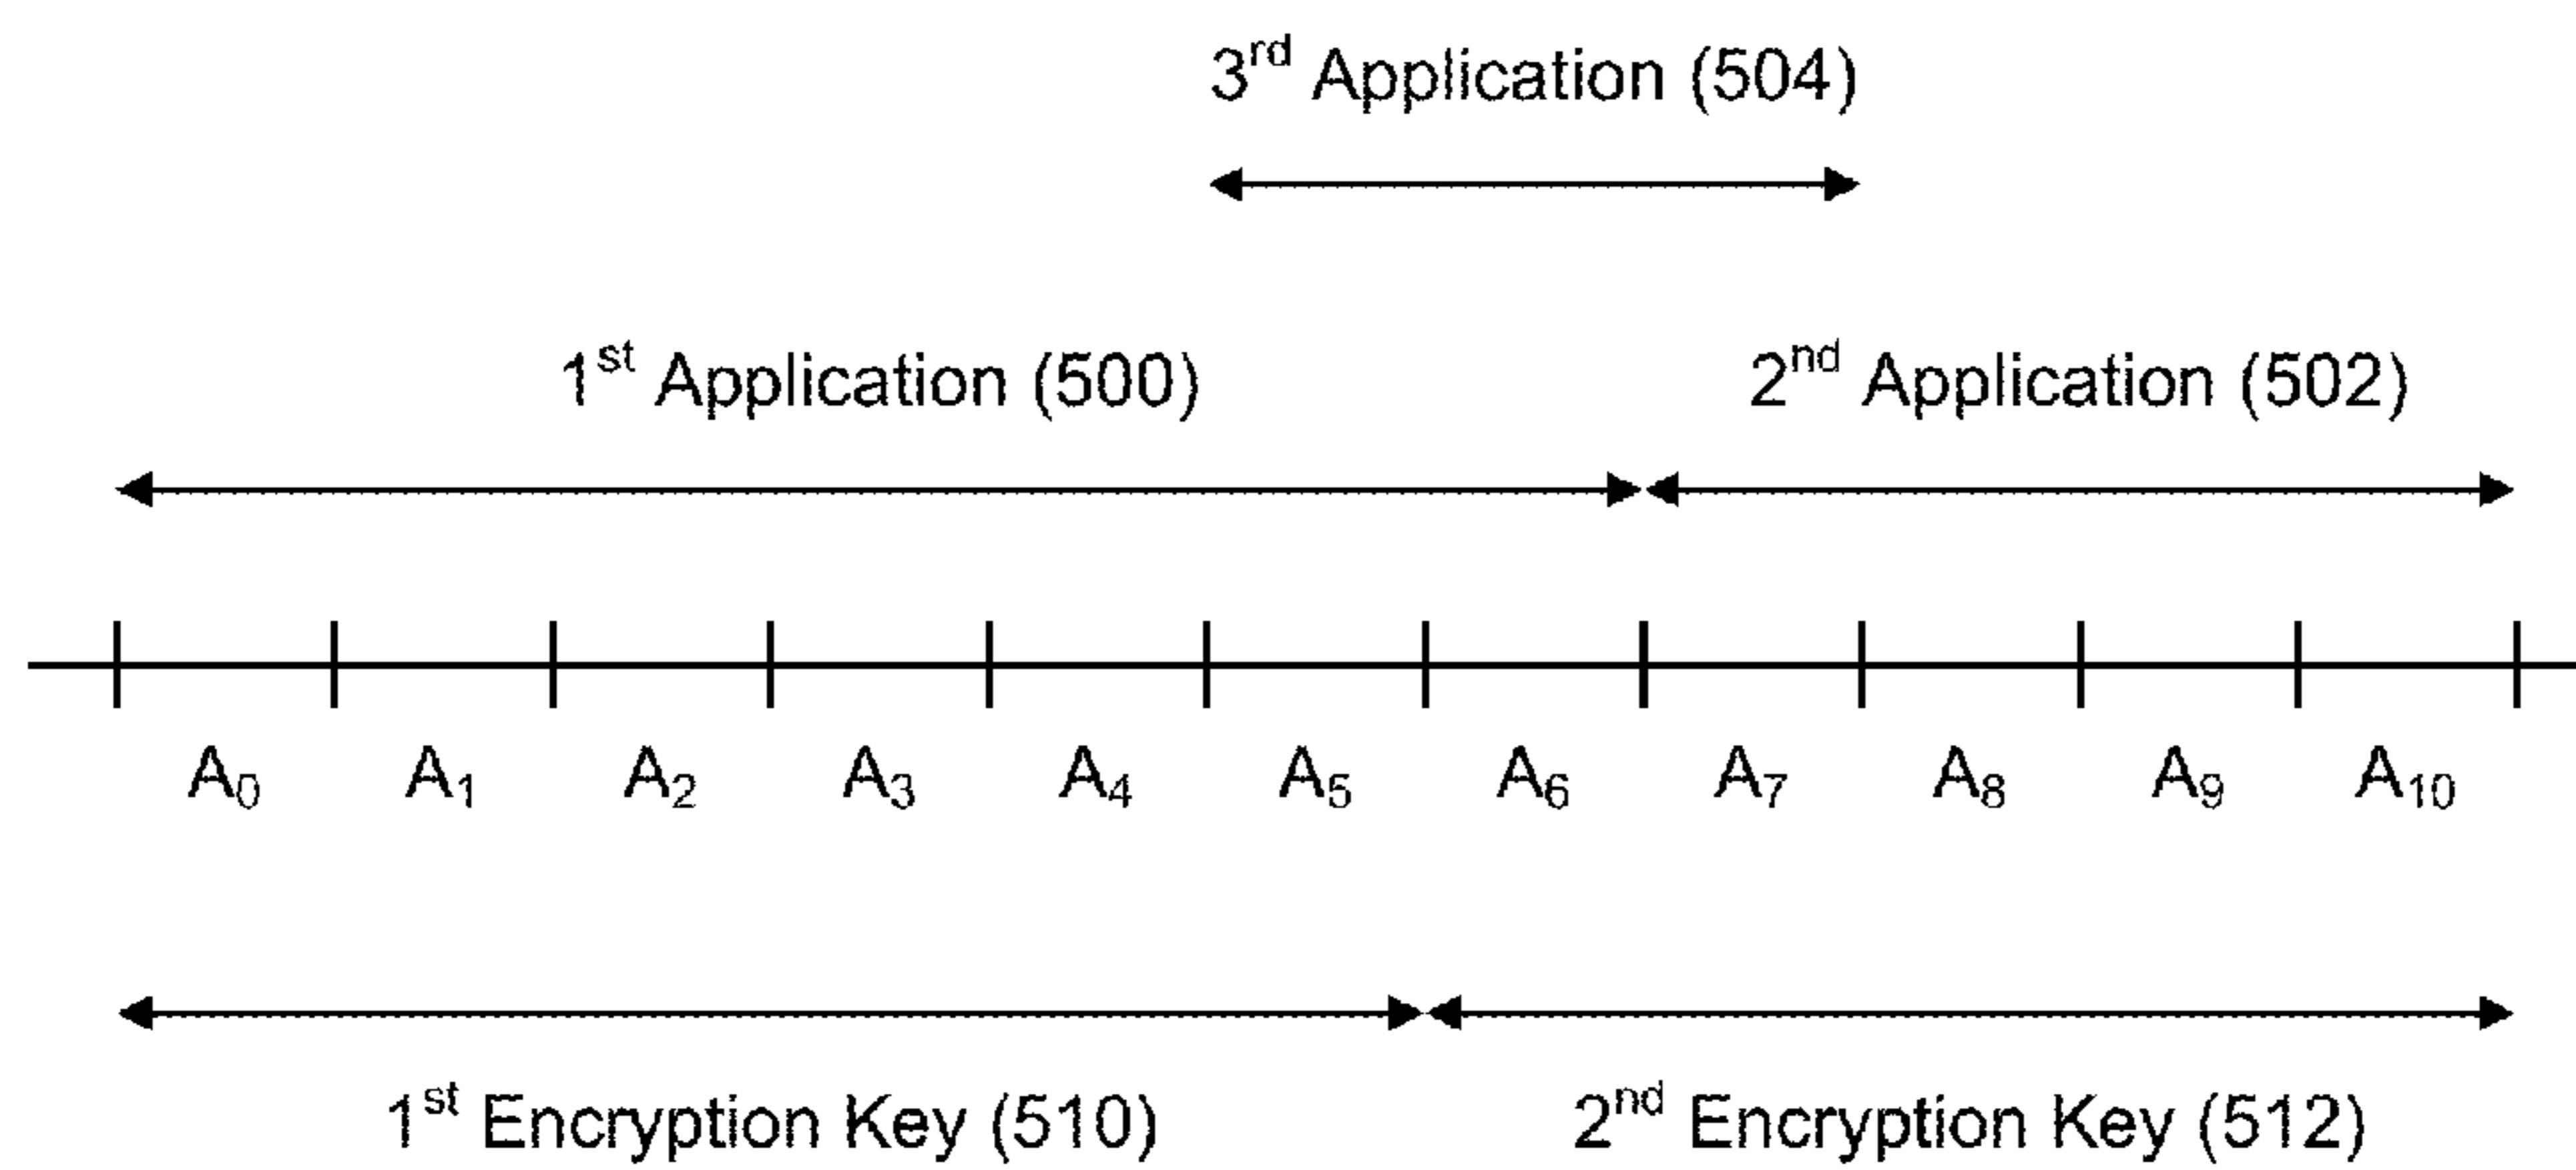 3rd Application (504)
1st Application (500) 2nd Application (502)
A0 A1 A2 A3 A4 A5 A6 A7 A8 A9 A10
1st Encryption Key (510) 2nd Encryption Key (512)